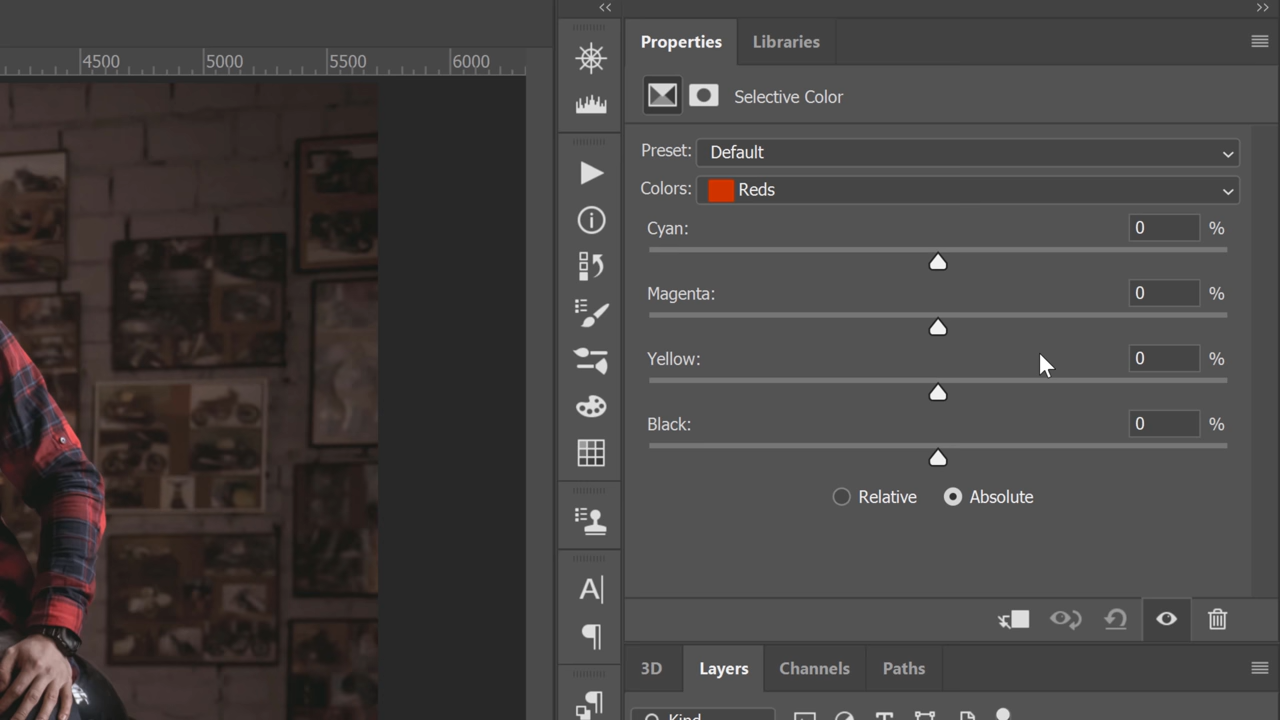 4500
5000
5500
6000
Properties
Libraries
Selective Color
Preset:
Default
Colors:
Reds
Cyan:
0
%
Magenta:
0
%
Yellow:
0
%
Black:
0
%
Relative
Absolute
3D
Layers
Channels
Paths
Kind